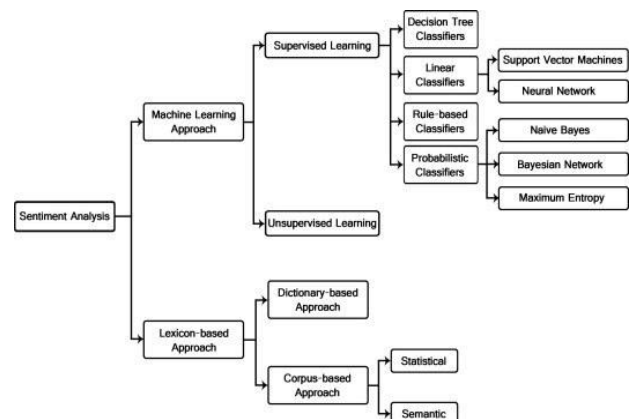 Decision Tree
Classifiers
Supervised Learning
Linear
Classifiers
Support Vector Machines
Neural Network
Machine Learning
Approach
Rule-based
Classifiers
Naive Bayes
Probabilistic
Classifiers
Bayesian Network
Maximum Entropy
Sentiment Analysis
Unsupervised Learning
Dictionary-based
Approach
Lexicon-based
Approach
Statistical
Corpus-based
Approach
Semantic